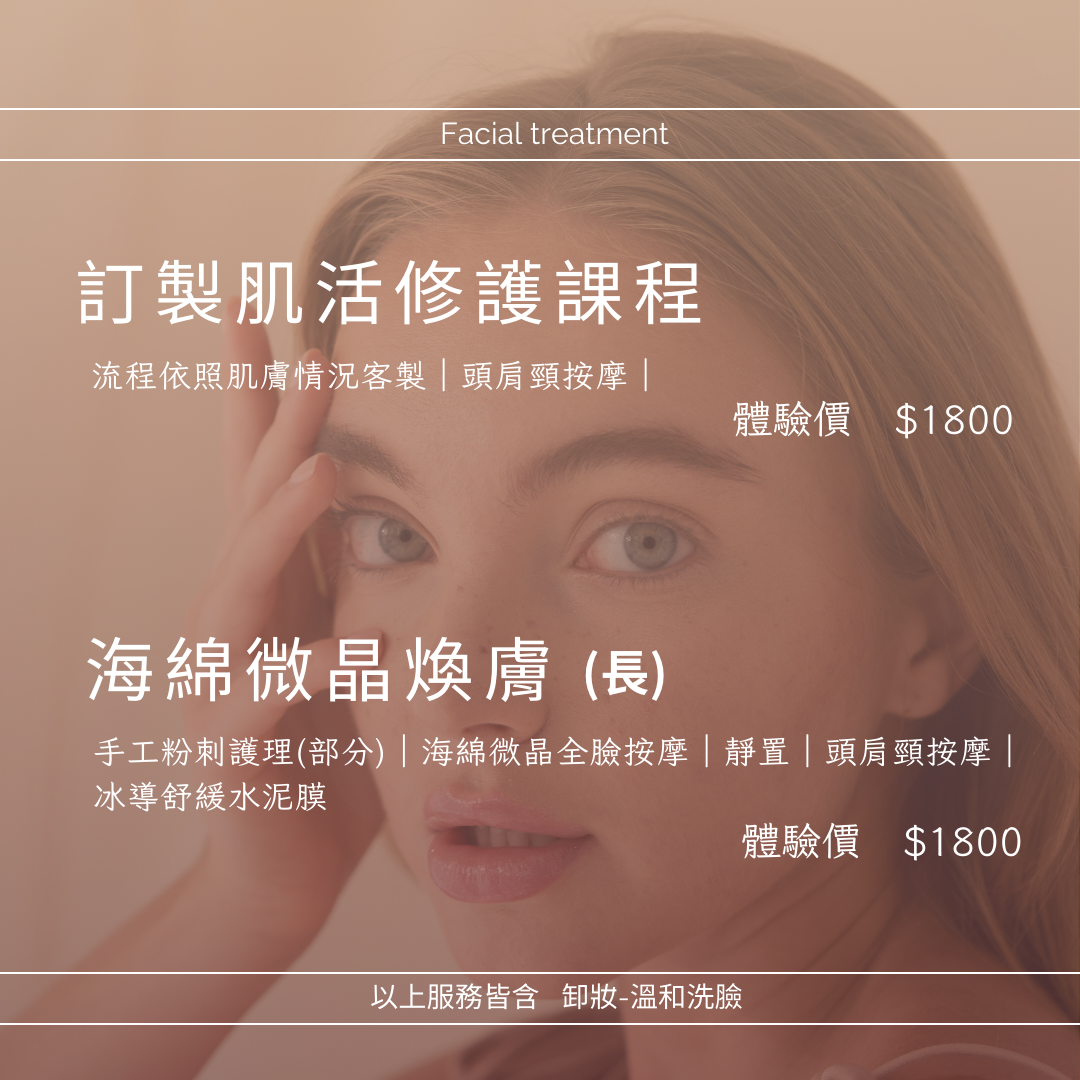 Facial treatment
訂製肌活修護課程
流程依照肌膚情況客製｜頭肩頸按摩｜
體驗價 $1800
海綿微晶煥膚 (長)
手工粉刺護理(部分)｜海綿微晶全臉按摩｜靜置｜頭肩頸按摩｜
冰導舒緩水泥膜
體驗價 $1800
以上服務皆含 卸妝-溫和洗臉